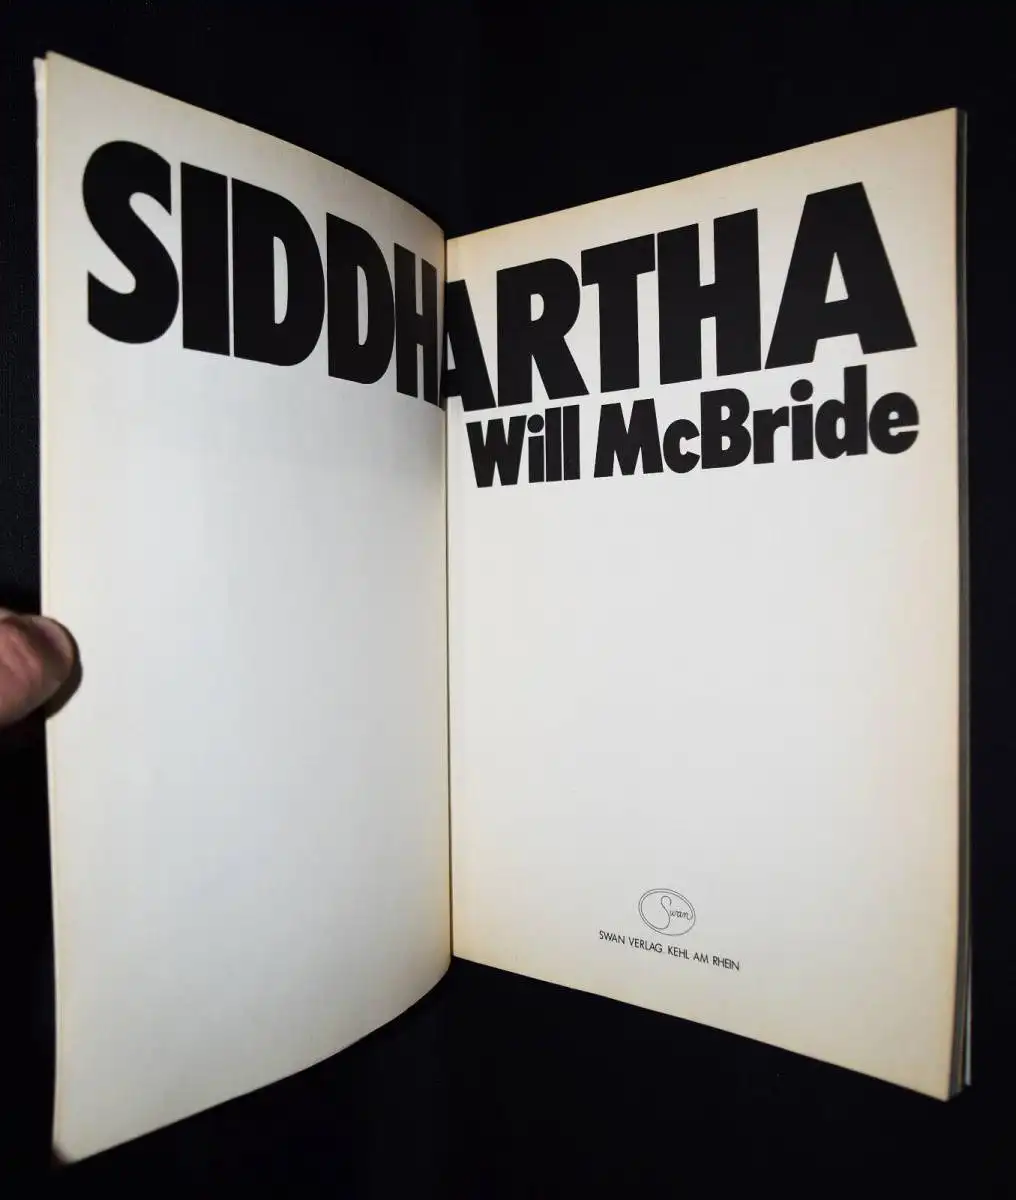 SIDDHARTHA
Will McBride
Swan
SWAN VERLAG KEHL AM RHEIN